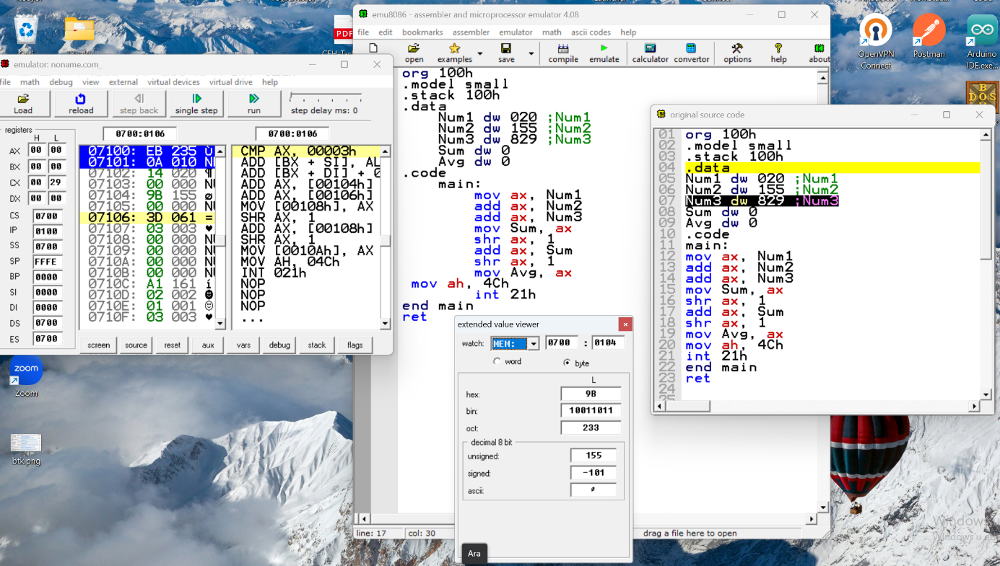 emu8086 - assembler and microprocessor emulator 4.08
file edit bookmarks assembler emulator math ascii codes help
open examples save compile emulate calculator convertor options help about
org 100h
.model small
.stack 100h
.data
Num1 dw 020 ;Num1
Num2 dw 155 ;Num2
Num3 dw 829 ;Num3
Sum dw 0
Avg dw 0
.code
main:
mov ax, Num1
add ax, Num2
add ax, Num3
mov Sum, ax
shr ax, 1
add ax, Sum
shr ax, 1
mov Avg, ax
mov ah, 4Ch
int 21h
end main
ret
line: 17 col: 30 drag a file here to open
emulator: noname.com_
file math debug view external virtual devices virtual drive help
Load reload step back single step run step delay ms: 0
registers
H L
0700:0106 0700:0106
AX 00 00
BX 00 00
CX 00 29
DX 00 00
CS 0700
IP 0100
SS 0700
SP FFFE
BP 0000
SI 0000
DI 0000
DS 0700
ES 0700
07100: EB 235 ù
07101: 0A 010
07102: 14 020 ¶
07103: 00 000
07104: 9B 155 ø
07105: 00 000
07106: 3D 061 =
07107: 03 003 ♥
07108: 00 000
07109: 00 000
0710A: 00 000
0710B: 00 000
0710C: A1 161 í
0710D: 02 002 ☻
0710E: 01 001 ☺
0710F: 03 003 ♥
CMP AX, 00003h
ADD [BX + SI], AL
ADD [BX + DI] +
ADD AX, [00104h]
ADD AX, [00106h]
MOV [00108h], AX
SHR AX, 1
ADD AX, [00108h]
SHR AX, 1
MOV [0010Ah], AX
MOV AH, 04Ch
INT 021h
NOP
NOP
NOP
...
screen source reset aux vars debug stack flags
extended value viewer
watch: MEM: 0700 : 0104
word byte
L
hex: 9B
bin: 10011011
oct: 233
decimal 8 bit
unsigned: 155
signed: -101
ascii: ø
Ara
original source code
01 org 100h
02 .model small
03 .stack 100h
04 .data
05 Num1 dw 020 ;Num1
06 Num2 dw 155 ;Num2
07 Num3 dw 829 ;Num3
08 Sum dw 0
09 Avg dw 0
10 .code
11 main:
12 mov ax, Num1
13 add ax, Num2
14 add ax, Num3
15 mov Sum, ax
16 shr ax, 1
17 add ax, Sum
18 shr ax, 1
19 mov Avg, ax
20 mov ah, 4Ch
21 int 21h
22 end main
23 ret
24
25
PDF
OpenVPN
Connect
Postman
Arduino
IDE.exe...
DOS
zoom
Zoom
btk.png
Windows